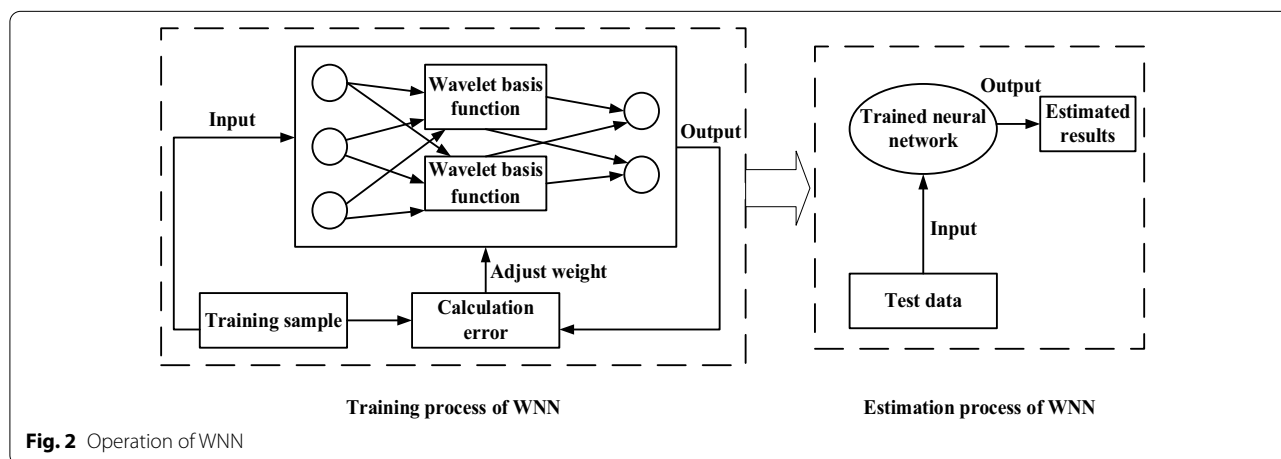 Input
Wavelet basis
function
Wavelet basis
function
Output
Adjust weight
Training sample
Calculation
error
Training process of WNN
Trained neural
network
Output
Estimated
results
Input
Test data
Estimation process of WNN
Fig. 2 Operation of WNN